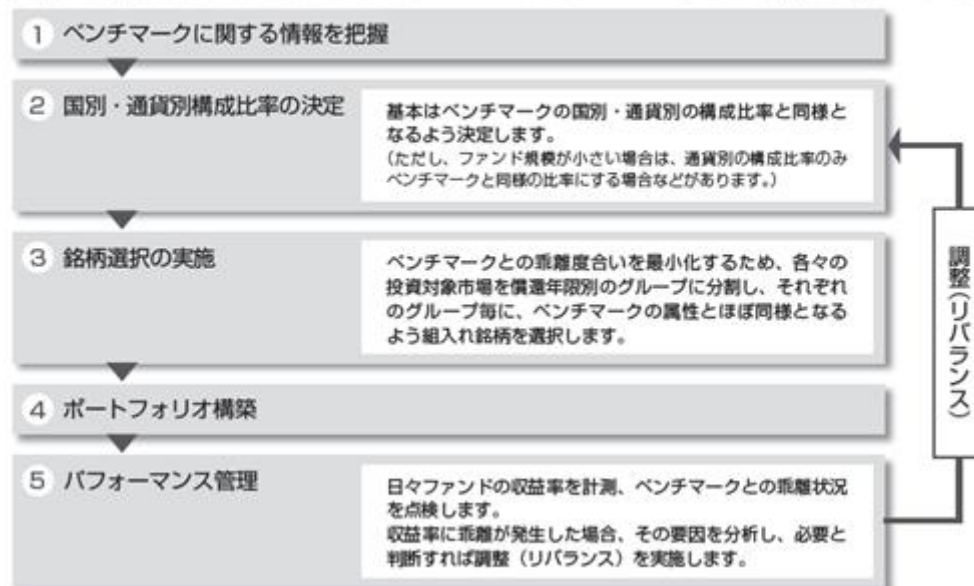 1 ベンチマークに関する情報を把握
2 国別・通貨別構成比率の決定
基本はベンチマークの国別・通貨別の構成比率と同様と
なるよう決定します。
(ただし、ファンド規模が小さい場合は、通貨別の構成比率のみ
ベンチマークと同様の比率にする場合などがあります。)
3 銘柄選択の実施
ベンチマークとの乖離度合いを最小化するため、各々の
投資対象市場を償還年限別のグループに分割し、それぞれ
のグループ毎に、ベンチマークの属性とほぼ同様となる
よう組入れ銘柄を選択します。
4 ポートフォリオ構築
5 パフォーマンス管理
日々ファンドの収益率を計測、ベンチマークとの乖離状況
を点検します。
収益率に乖離が発生した場合、その要因を分析し、必要と
判断すれば調整（リバランス）を実施します。
調整(リバランス)